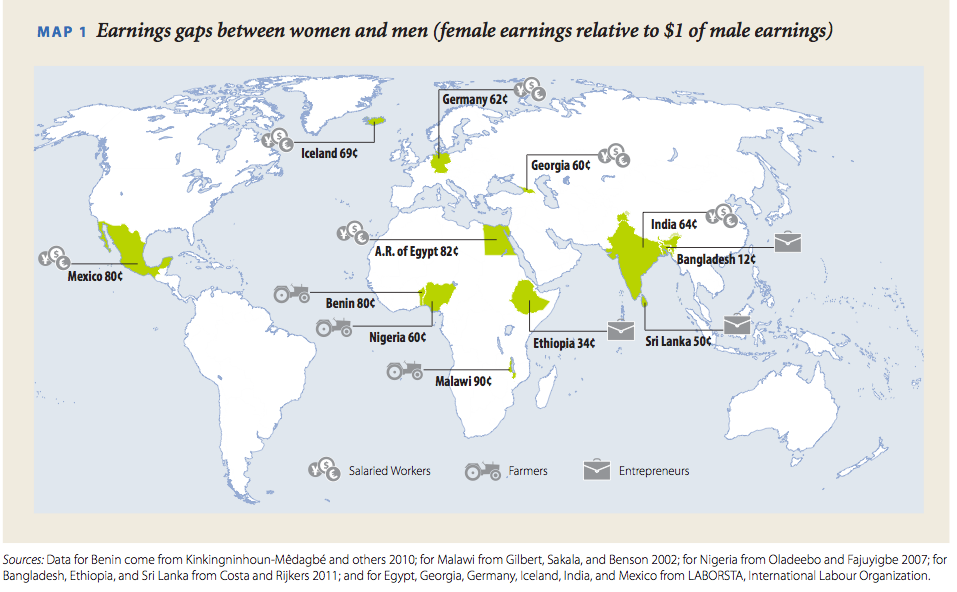 MAP 1 Earnings gaps between women and men (female earnings relative to $1 of male earnings)
Germany 62¢
Iceland 69¢
Georgia 60¢
India 64¢
A.R. of Egypt 82¢
Bangladesh 12¢
Mexico 80¢
Benin 80¢
Nigeria 60¢
Ethiopia 34¢
Sri Lanka 50¢
Malawi 90¢
Salaried Workers
Farmers
Entrepreneurs
Sources: Data for Benin come from Kinkingninhoun-Mêdagbé and others 2010; for Malawi from Gilbert, Sakala, and Benson 2002; for Nigeria from Oladeebo and Fajuyigbe 2007; for
Bangladesh, Ethiopia, and Sri Lanka from Costa and Rijkers 2011; and for Egypt, Georgia, Germany, Iceland, India, and Mexico from LABORSTA, International Labour Organization.